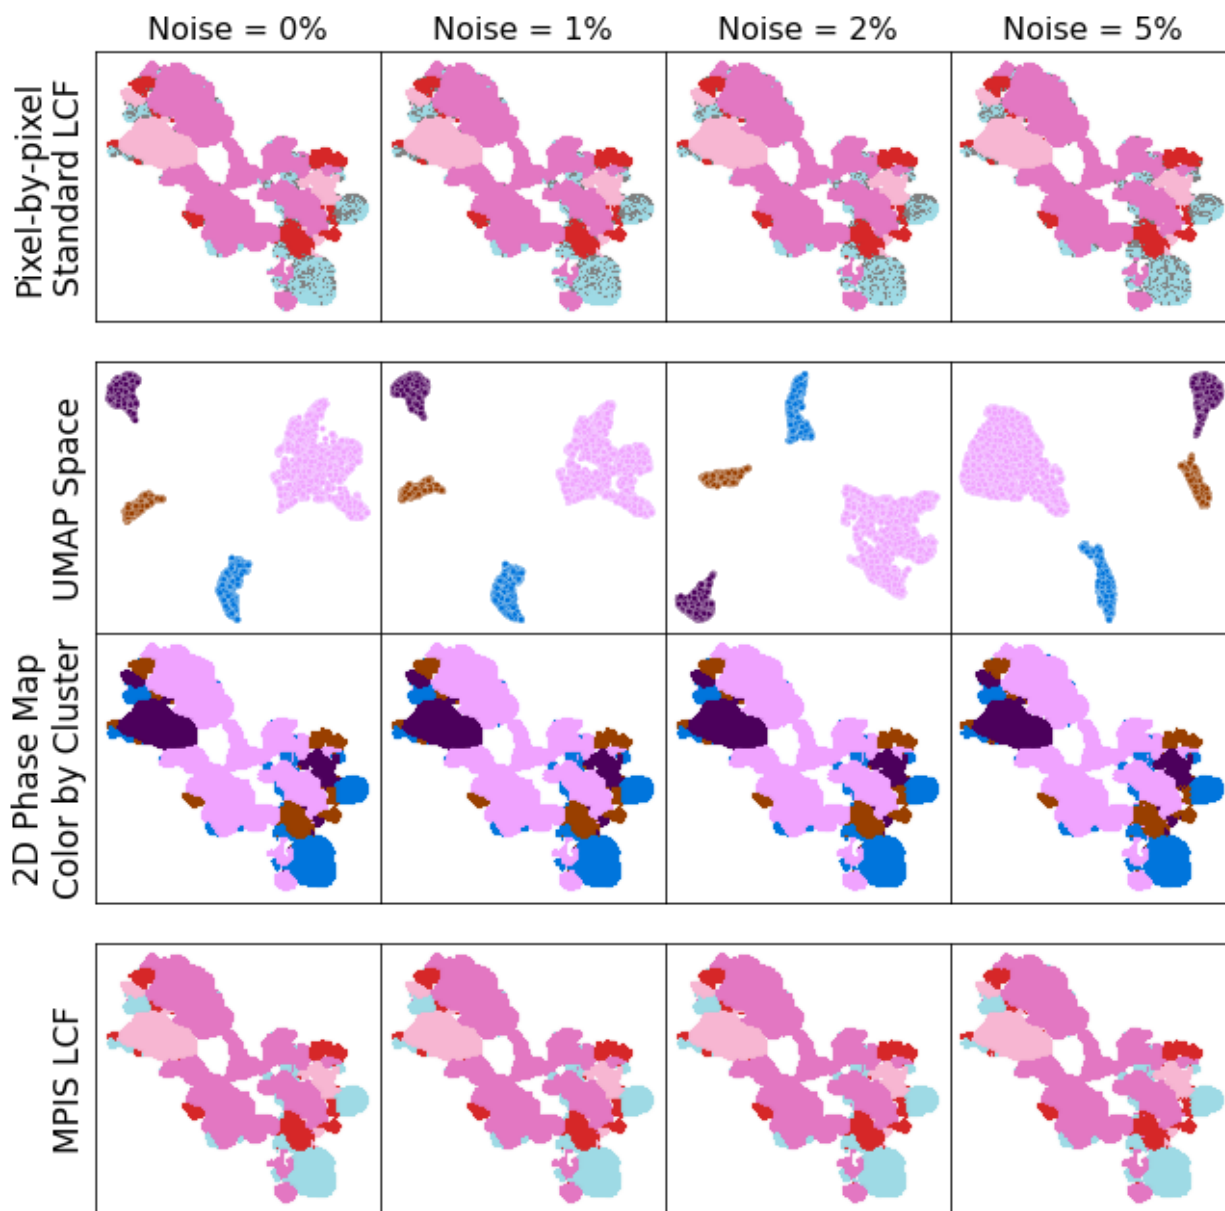 Noise = 0%
Noise = 1%
Noise = 2%
Noise = 5%
Pixel-by-pixel
Standard LCF
UMAP Space
2D Phase Map
Color by Cluster
MPIS LCF